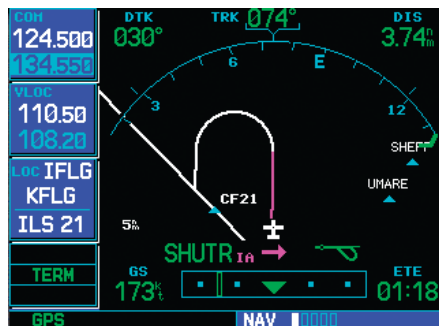 COM
124.500
134.550
VLOC
110.50
108.20
LOC IFLG
KFLG
ILS 21
TERM
GPS
DTK
030°
TRK 074°
DIS
3.74nm
3
6
E
12
SHEPT
UMARE
CF21
5nm
SHUTR IA
GS
173kt
ETE
01:18
NAV